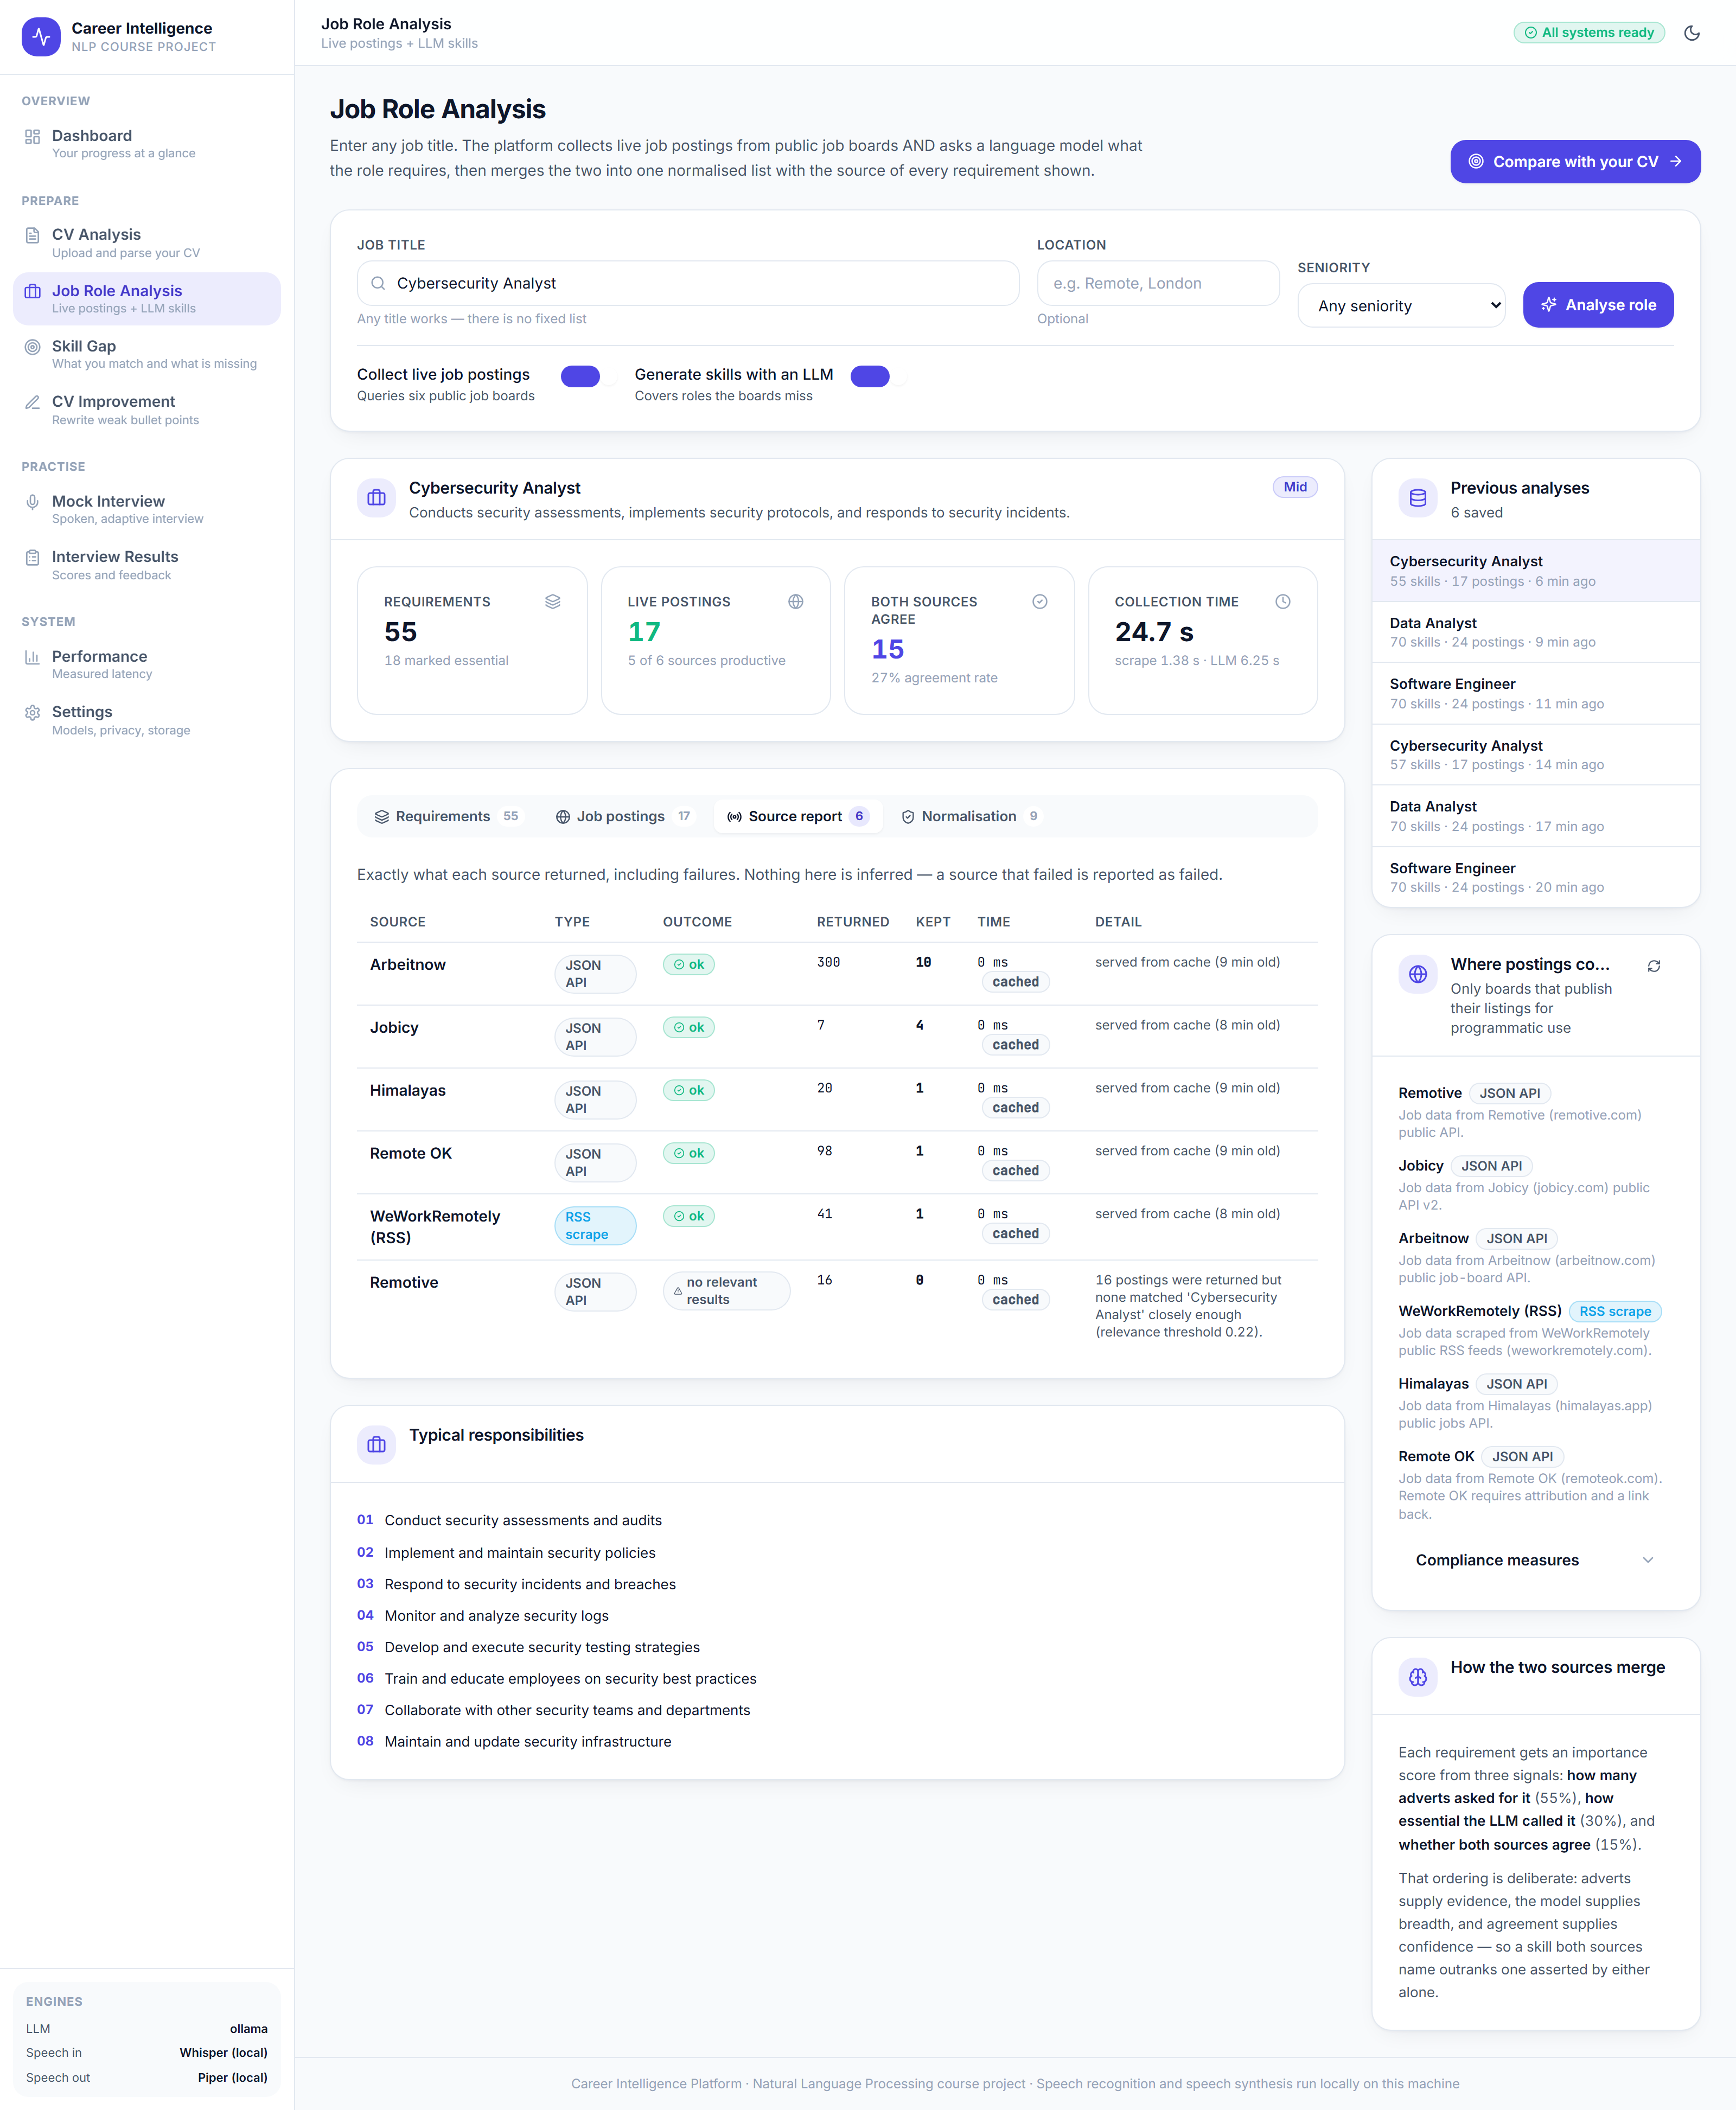 Career Intelligence
NLP COURSE PROJECT
OVERVIEW
Dashboard
Your progress at a glance
PREPARE
CV Analysis
Upload and parse your CV
Job Role Analysis
Live postings + LLM skills
Skill Gap
What you match and what is missing
CV Improvement
Rewrite weak bullet points
PRACTISE
Mock Interview
Spoken, adaptive interview
Interview Results
Scores and feedback
SYSTEM
Performance
Measured latency
Settings
Models, privacy, storage
ENGINES
LLM ollama
Speech in Whisper (local)
Speech out Piper (local)
Job Role Analysis
Live postings + LLM skills
All systems ready
Job Role Analysis
Enter any job title. The platform collects live job postings from public job boards AND asks a language model what
the role requires, then merges the two into one normalised list with the source of every requirement shown.
Compare with your CV
JOB TITLE
Cybersecurity Analyst
Any title works — there is no fixed list
LOCATION
e.g. Remote, London
Optional
SENIORITY
Any seniority
Analyse role
Collect live job postings
Queries six public job boards
Generate skills with an LLM
Covers roles the boards miss
Cybersecurity Analyst
Mid
Conducts security assessments, implements security protocols, and responds to security incidents.
REQUIREMENTS
55
18 marked essential
LIVE POSTINGS
17
5 of 6 sources productive
BOTH SOURCES
AGREE
15
27% agreement rate
COLLECTION TIME
24.7 s
scrape 1.38 s · LLM 6.25 s
Requirements 55 Job postings 17 Source report 6 Normalisation 9
Exactly what each source returned, including failures. Nothing here is inferred — a source that failed is reported as failed.
SOURCE TYPE OUTCOME RETURNED KEPT TIME DETAIL
Arbeitnow JSON API ok 300 10 0 ms cached served from cache (9 min old)
Jobicy JSON API ok 7 4 0 ms cached served from cache (8 min old)
Himalayas JSON API ok 20 1 0 ms cached served from cache (9 min old)
Remote OK JSON API ok 98 1 0 ms cached served from cache (9 min old)
WeWorkRemotely (RSS) RSS scrape ok 41 1 0 ms cached served from cache (8 min old)
Remotive JSON API no relevant results 16 0 0 ms cached 16 postings were returned but
none matched 'Cybersecurity
Analyst' closely enough
(relevance threshold 0.22).
Typical responsibilities
01 Conduct security assessments and audits
02 Implement and maintain security policies
03 Respond to security incidents and breaches
04 Monitor and analyze security logs
05 Develop and execute security testing strategies
06 Train and educate employees on security best practices
07 Collaborate with other security teams and departments
08 Maintain and update security infrastructure
Previous analyses
6 saved
Cybersecurity Analyst
55 skills · 17 postings · 6 min ago
Data Analyst
70 skills · 24 postings · 9 min ago
Software Engineer
70 skills · 24 postings · 11 min ago
Cybersecurity Analyst
57 skills · 17 postings · 14 min ago
Data Analyst
70 skills · 24 postings · 17 min ago
Software Engineer
70 skills · 24 postings · 20 min ago
Where postings co...
Only boards that publish
their listings for
programmatic use
Remotive JSON API
Job data from Remotive (remotive.com)
public API.
Jobicy JSON API
Job data from Jobicy (jobicy.com) public
API v2.
Arbeitnow JSON API
Job data from Arbeitnow (arbeitnow.com)
public job-board API.
WeWorkRemotely (RSS) RSS scrape
Job data scraped from WeWorkRemotely
public RSS feeds (weworkremotely.com).
Himalayas JSON API
Job data from Himalayas (himalayas.app)
public jobs API.
Remote OK JSON API
Job data from Remote OK (remoteok.com).
Remote OK requires attribution and a link
back.
Compliance measures
How the two sources merge
Each requirement gets an importance
score from three signals: how many
adverts asked for it (55%), how
essential the LLM called it (30%), and
whether both sources agree (15%).
That ordering is deliberate: adverts
supply evidence, the model supplies
breadth, and agreement supplies
confidence — so a skill both sources
name outranks one asserted by either
alone.
Career Intelligence Platform · Natural Language Processing course project · Speech recognition and speech synthesis run locally on this machine